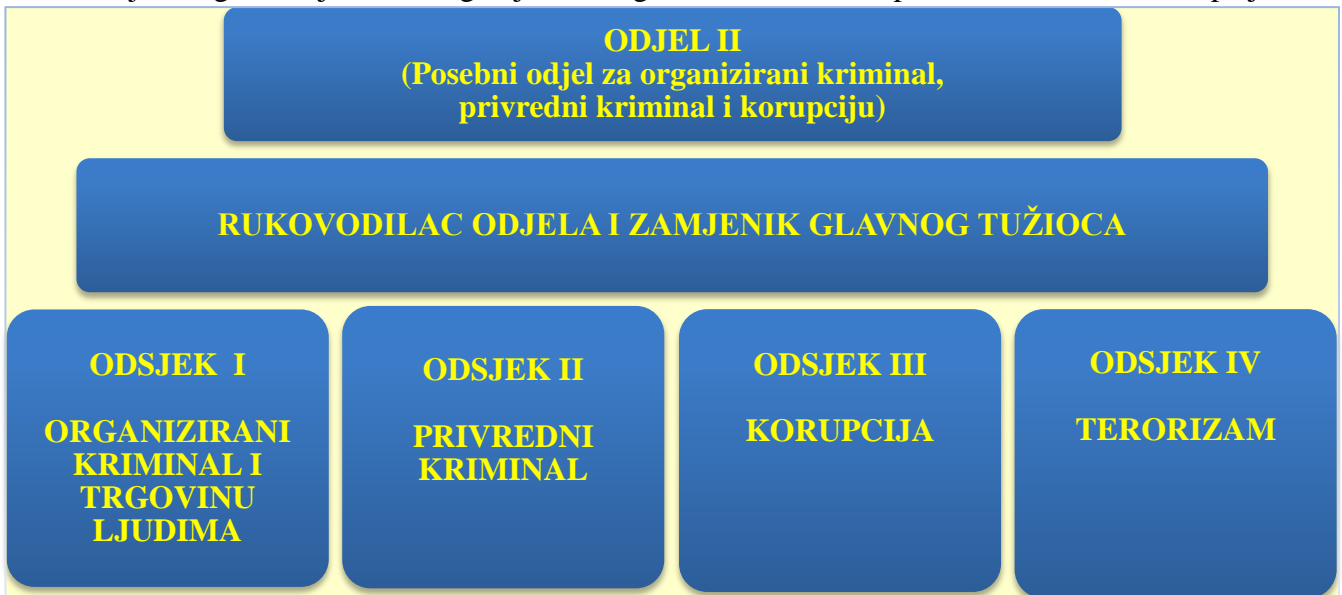 ODJEL II
(Posebni odjel za organizirani kriminal,
privredni kriminal i korupciju)
RUKOVODILAC ODJELA I ZAMJENIK GLAVNOG TUŽIOCA
ODSJEK I
ORGANIZIRANI
KRIMINAL I
TRGOVINU
LJUDIMA
ODSJEK II
PRIVREDNI
KRIMINAL
ODSJEK III
KORUPCIJA
ODSJEK IV
TERORIZAM